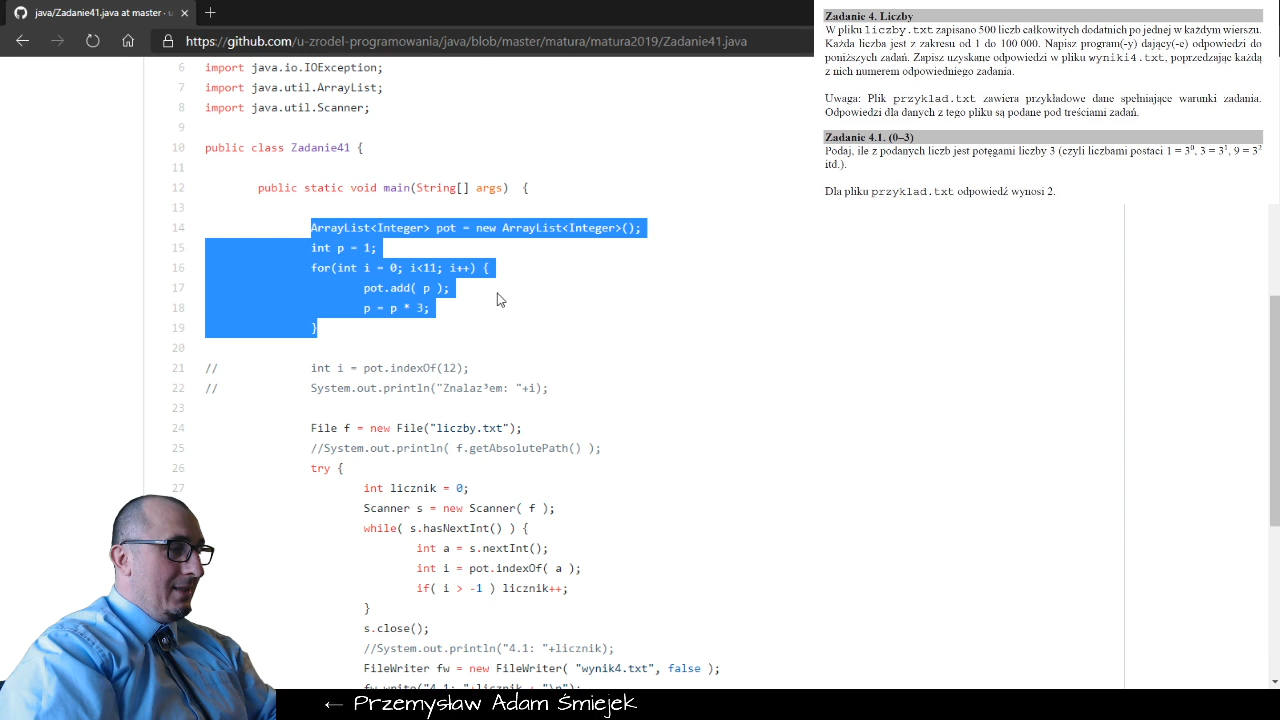 java/Zadanie41.java at master · u
https://github.com/u-zrodel-programowania/java/blob/master/matura/matura2019/Zadanie41.java
Zadanie 4. Liczby
W pliku liczby.txt zapisano 500 liczb całkowitych dodatnich po jednej w każdym wierszu.
Każda liczba jest z zakresu od 1 do 100 000. Napisz program(-y) dający(-e) odpowiedzi do
poniższych zadań. Zapisz uzyskane odpowiedzi w pliku wyniki4.txt, poprzedzając każdą
z nich numerem odpowiedniego zadania.
Uwaga: Plik przyklad.txt zawiera przykładowe dane spełniające warunki zadania.
Odpowiedzi dla danych z tego pliku są podane pod treściami zadań.
Zadanie 4.1. (0–3)
Podaj, ile z podanych liczb jest potęgami liczby 3 (czyli liczbami postaci 1 = 3⁰, 3 = 3¹, 9 = 3²
itd.).
Dla pliku przyklad.txt odpowiedź wynosi 2.
6 import java.io.IOException;
7 import java.util.ArrayList;
8 import java.util.Scanner;
9
10 public class Zadanie41 {
11
12 public static void main(String[] args) {
13
14 ArrayList<Integer> pot = new ArrayList<Integer>();
15 int p = 1;
16 for(int i = 0; i<11; i++) {
17 pot.add( p );
18 p = p * 3;
19 }
20
21 // int i = pot.indexOf(12);
22 // System.out.println("Znalaz³em: "+i);
23
24 File f = new File("liczby.txt");
25 //System.out.println( f.getAbsolutePath() );
26 try {
27 int licznik = 0;
Scanner s = new Scanner( f );
while( s.hasNextInt() ) {
int a = s.nextInt();
int i = pot.indexOf( a );
if( i > -1 ) licznik++;
}
s.close();
//System.out.println("4.1: "+licznik);
FileWriter fw = new FileWriter( "wynik4.txt", false );
fw.write("4.1: "+licznik + "\n");
← Przemysław Adam Śmiejek